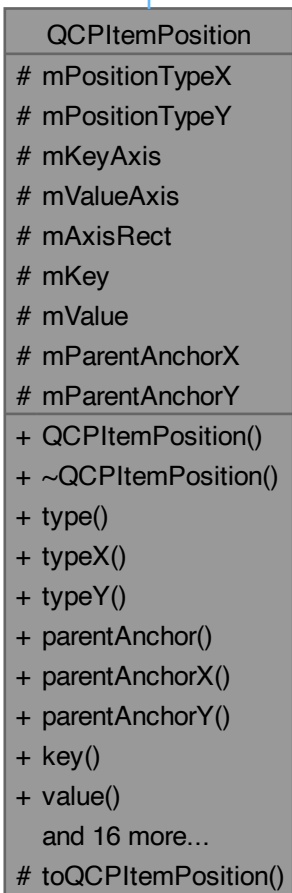 QCPItemPosition
# mPositionTypeX
# mPositionTypeY
# mKeyAxis
# mValueAxis
# mAxisRect
# mKey
# mValue
# mParentAnchorX
# mParentAnchorY
+ QCPItemPosition()
+ ~QCPItemPosition()
+ type()
+ typeX()
+ typeY()
+ parentAnchor()
+ parentAnchorX()
+ parentAnchorY()
+ key()
+ value()
and 16 more...
# toQCPItemPosition()